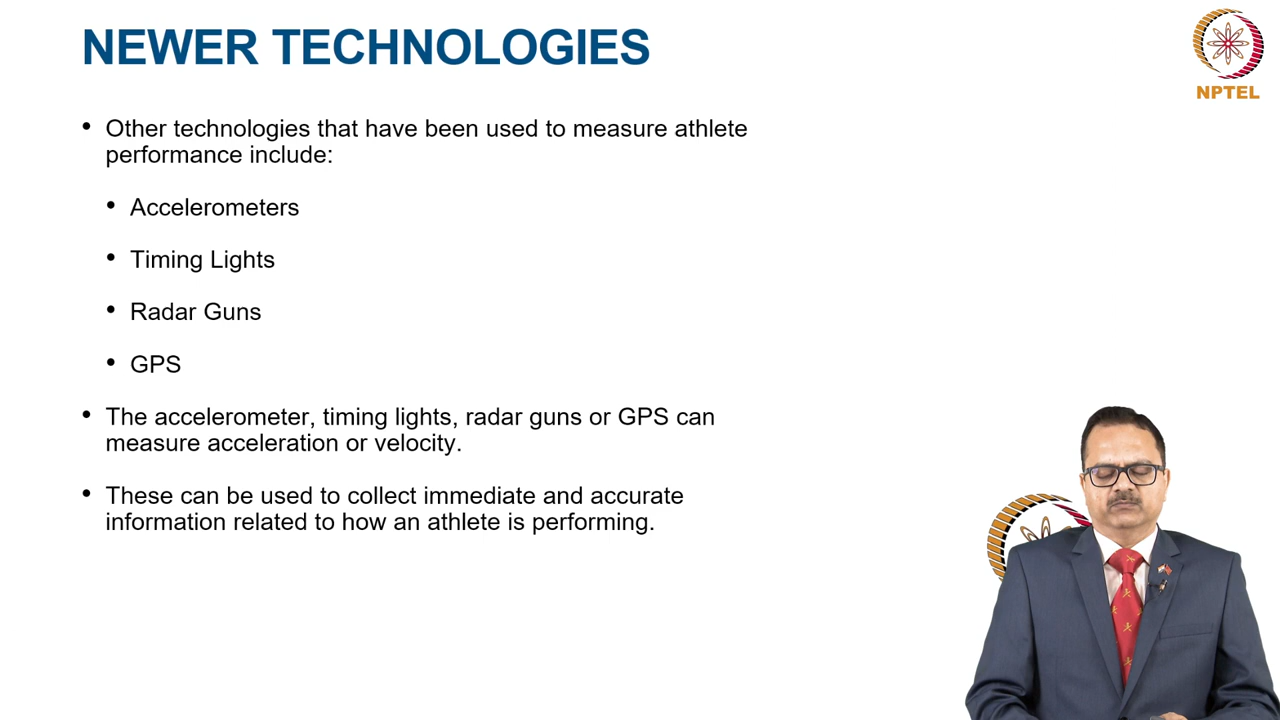 NEWER TECHNOLOGIES
NPTEL
• Other technologies that have been used to measure athlete
performance include:
• Accelerometers
• Timing Lights
• Radar Guns
• GPS
• The accelerometer, timing lights, radar guns or GPS can
measure acceleration or velocity.
• These can be used to collect immediate and accurate
information related to how an athlete is performing.